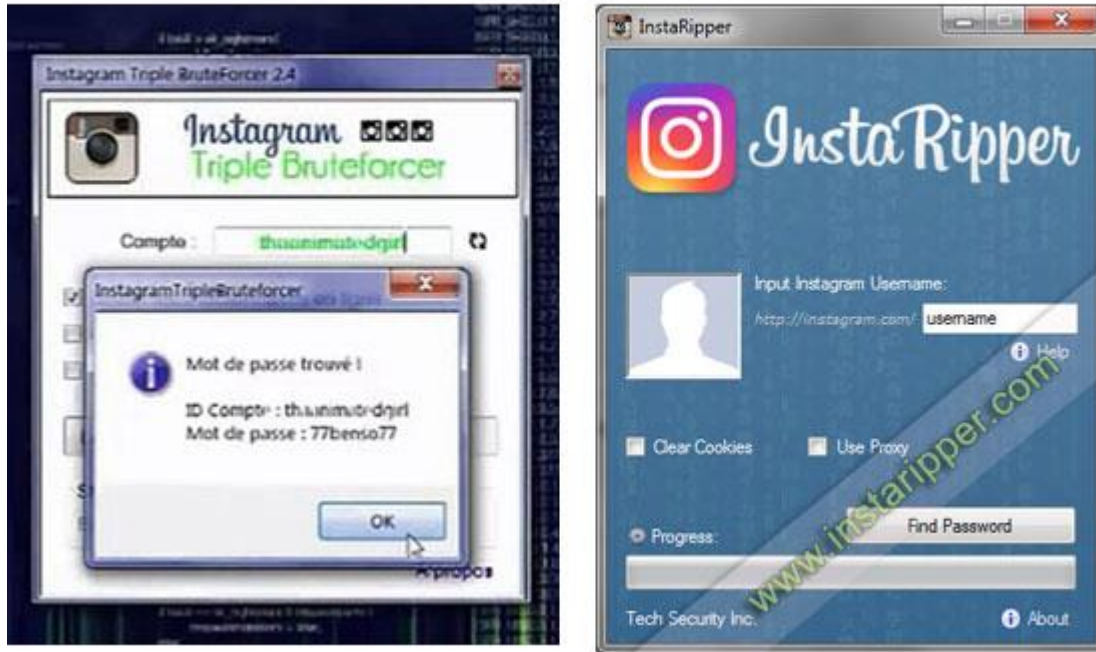 Instagram Triple BruteForcer 2.4
Instagram
Triple Bruteforcer
Compte :
InstagramTripleBruteforcer
Mot de passe trouvé !
ID Compte :
Mot de passe : 77benso77
OK
A propos
InstaRipper
InstaRipper
Input Instagram Username:
http://instagram.com/ username
Help
Clear Cookies
Use Proxy
www.instaripper.com
Find Password
Progress:
Tech Security Inc.
About